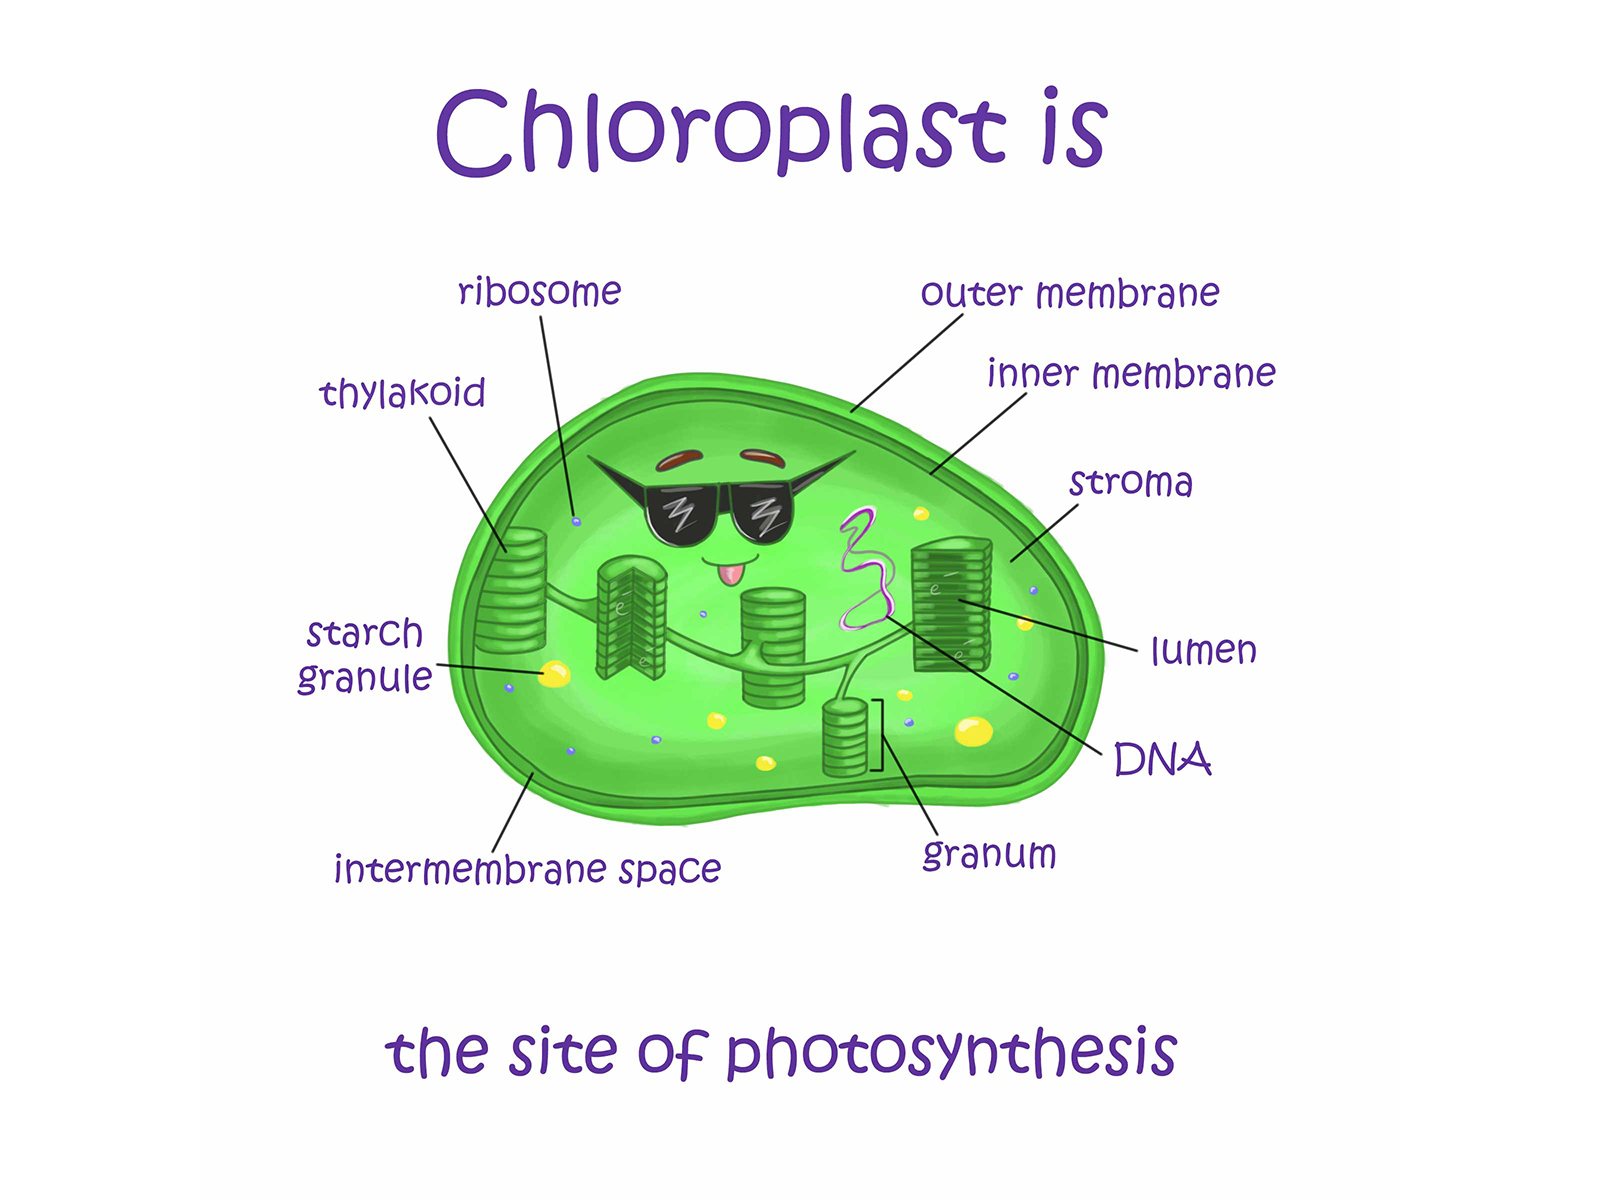 Chloroplast is
ribosome
outer membrane
inner membrane
thylakoid
stroma
starch
granule
lumen
DNA
granum
intermembrane space
the site of photosynthesis
e
e
e
e